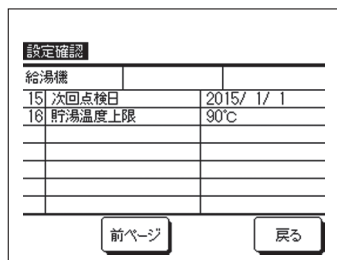 設定確認
給湯機
15 次回点検日 2015/ 1/ 1
16 貯湯温度上限 90℃
前ページ 戻る